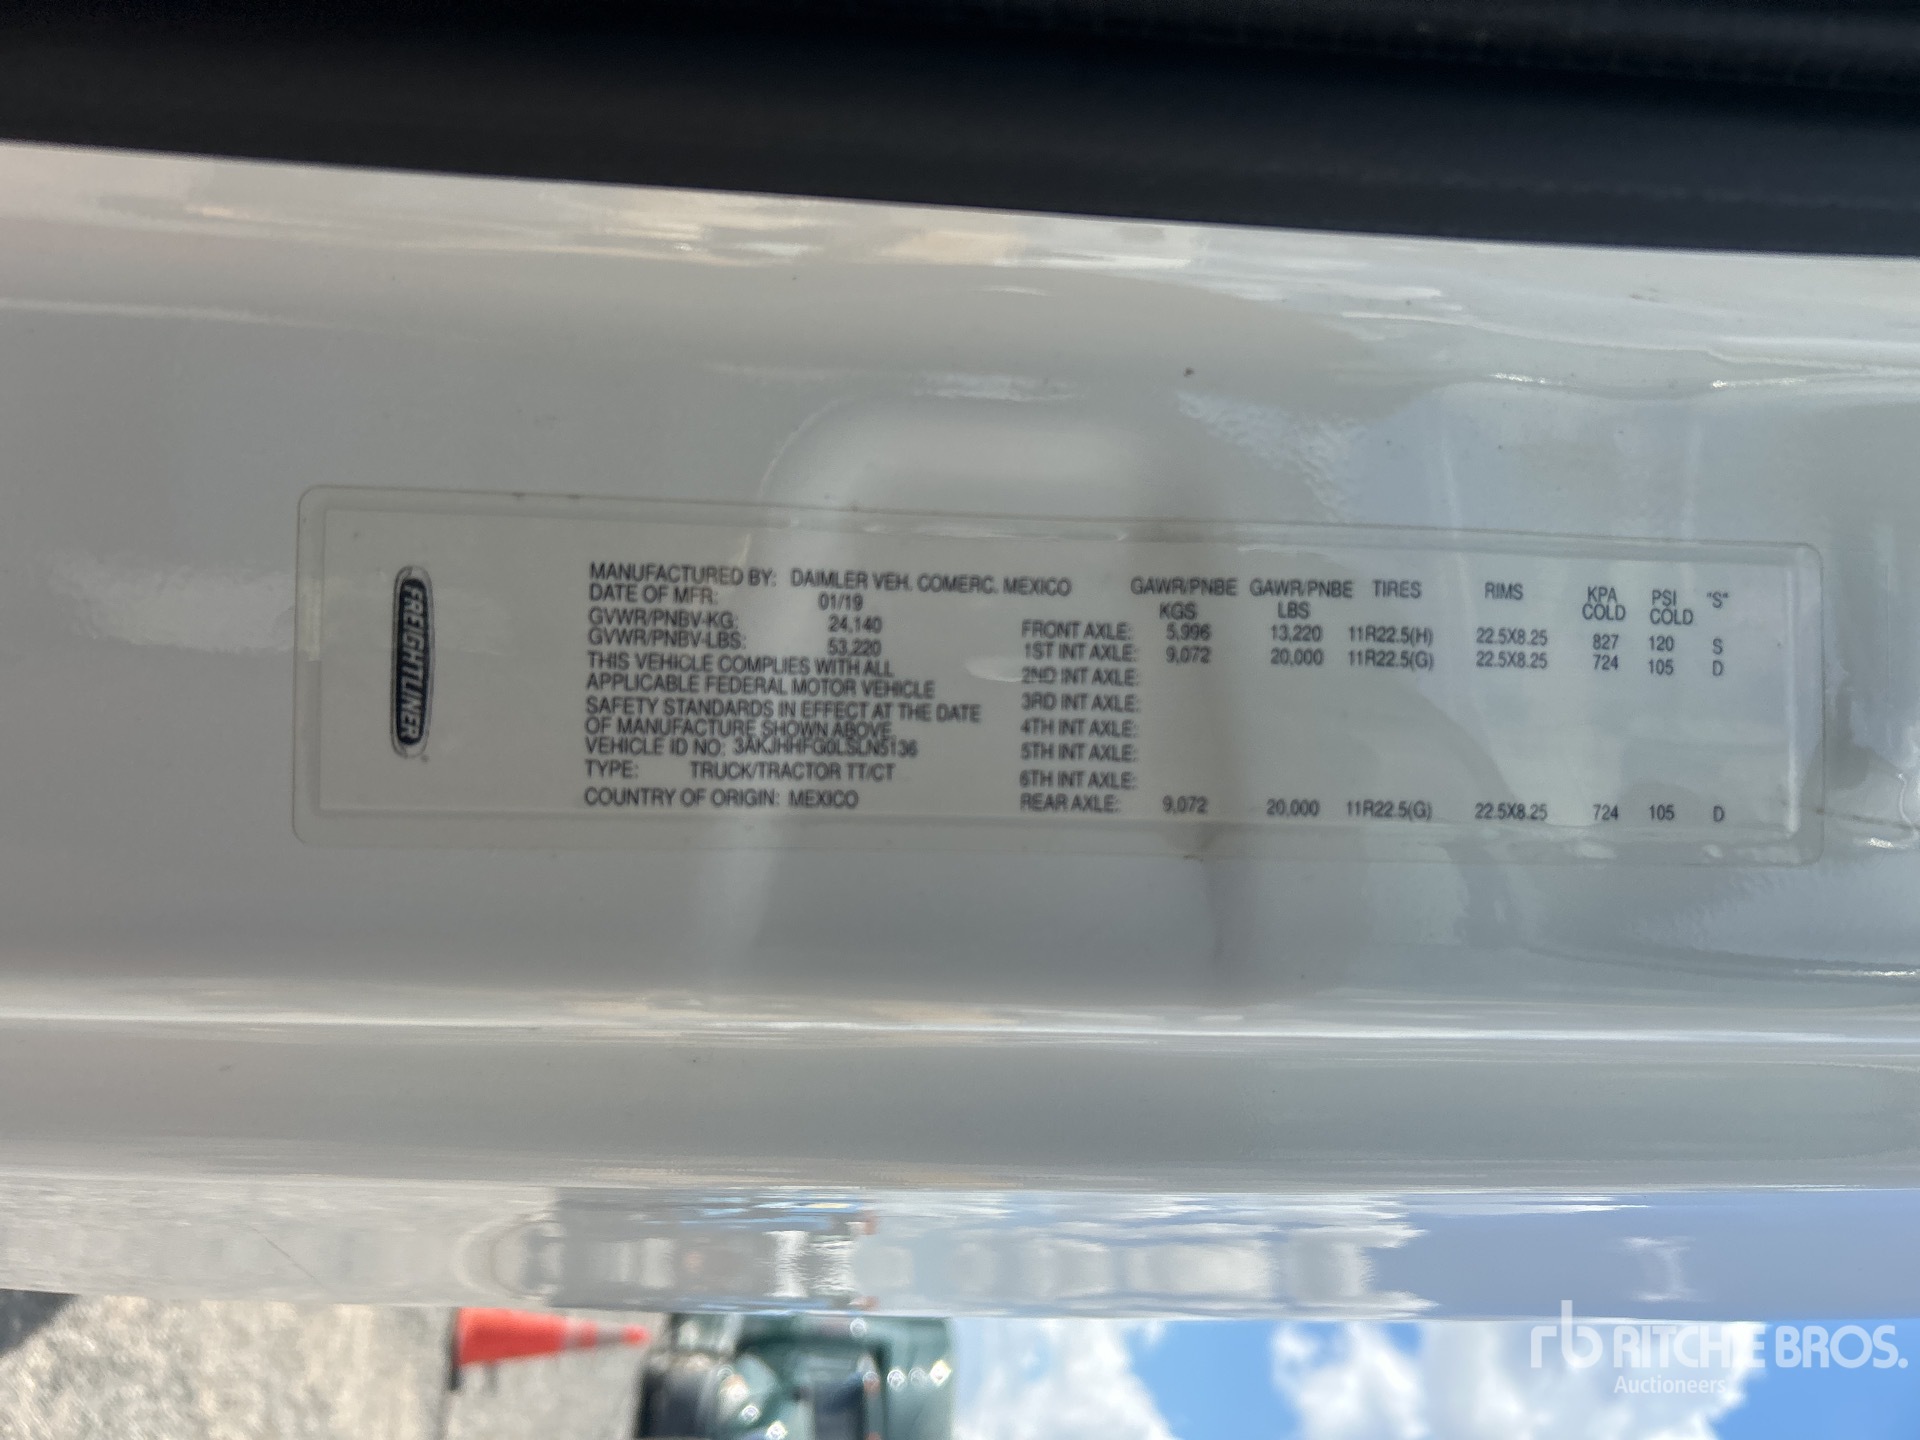 FREIGHTLINER
MANUFACTURED BY: DAIMLER VEH. COMERC. MEXICO
DATE OF MFR: 01/19
GVWR/PNBV-KG: 24,140
GVWR/PNBV-LBS: 53,220
THIS VEHICLE COMPLIES WITH ALL
APPLICABLE FEDERAL MOTOR VEHICLE
SAFETY STANDARDS IN EFFECT AT THE DATE
OF MANUFACTURE SHOWN ABOVE.
VEHICLE ID NO: 3AKJHHFG0LSLN5136
TYPE: TRUCK/TRACTOR TT/CT
COUNTRY OF ORIGIN: MEXICO
GAWR/PNBE KGS GAWR/PNBE LBS TIRES RIMS KPA COLD PSI COLD "S"
FRONT AXLE: 5,996 13,220 11R22.5(H) 22.5X8.25 827 120 S
1ST INT AXLE: 9,072 20,000 11R22.5(G) 22.5X8.25 724 105 D
2ND INT AXLE:
3RD INT AXLE:
4TH INT AXLE:
5TH INT AXLE:
6TH INT AXLE:
REAR AXLE: 9,072 20,000 11R22.5(G) 22.5X8.25 724 105 D
rb RITCHIE BROS.
Auctioneers